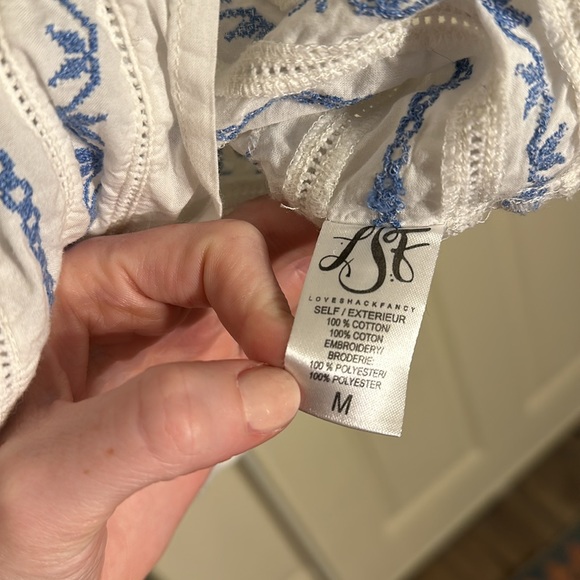 LSF
LOVESHACKFANCY
SELF / EXTERIEUR
100 % COTTON/
100% COTON
EMBROIDERY/
BRODERIE:
100 % POLYESTER/
100% POLYESTER
M